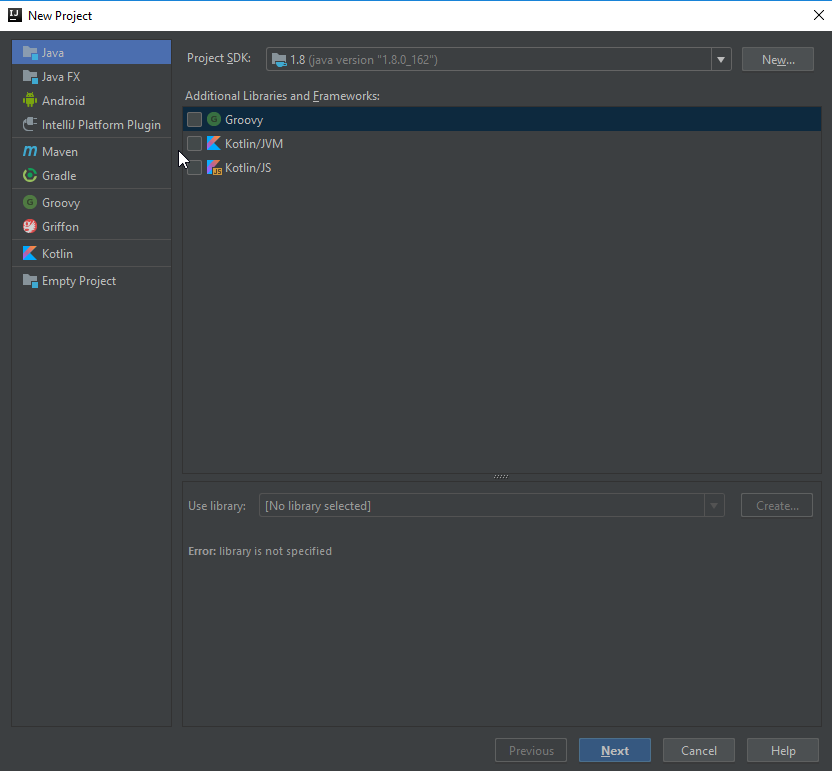 New Project
Java
Java FX
Android
IntelliJ Platform Plugin
Maven
Gradle
Groovy
Griffon
Kotlin
Empty Project
Project SDK: 1.8 (java version "1.8.0_162") New...
Additional Libraries and Frameworks:
Groovy
Kotlin/JVM
Kotlin/JS
Use library: [No library selected] Create...
Error: library is not specified
Previous Next Cancel Help